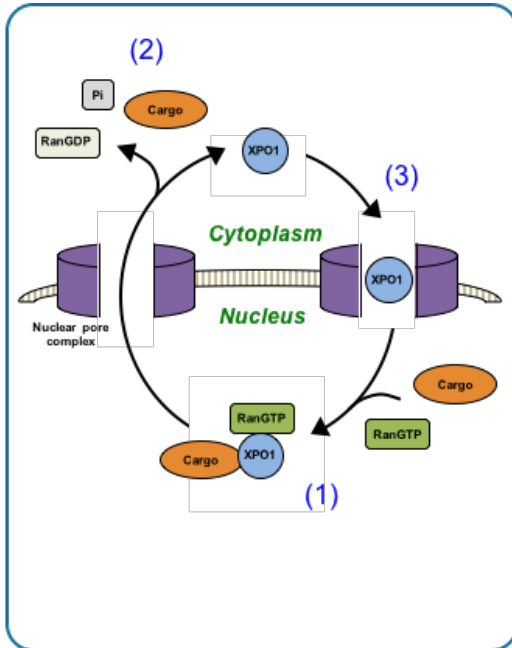 (2)
Pi
Cargo
RanGDP
XPO1
(3)
Cytoplasm
XPO1
Nucleus
Nuclear pore
complex
Cargo
RanGTP
RanGTP
Cargo
XPO1
(1)